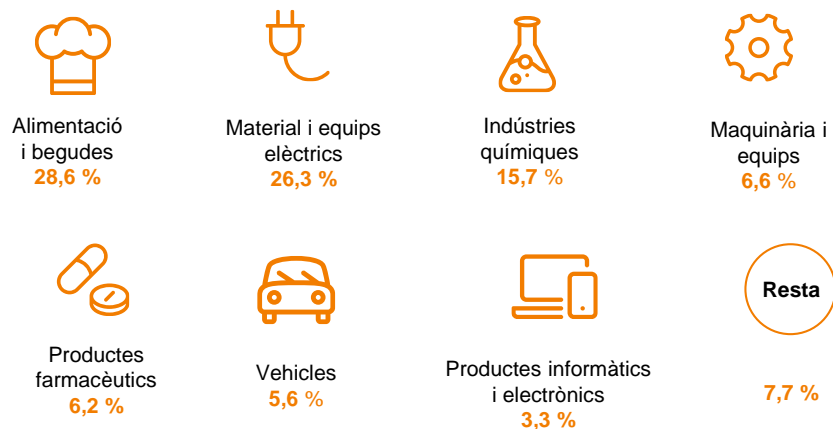 Alimentació
i begudes
28,6 %
Material i equips
elèctrics
26,3 %
Indústries
químiques
15,7 %
Maquinària i
equips
6,6 %
Productes
farmacèutics
6,2 %
Vehicles
5,6 %
Productes informàtics
i electrònics
3,3 %
Resta
7,7 %